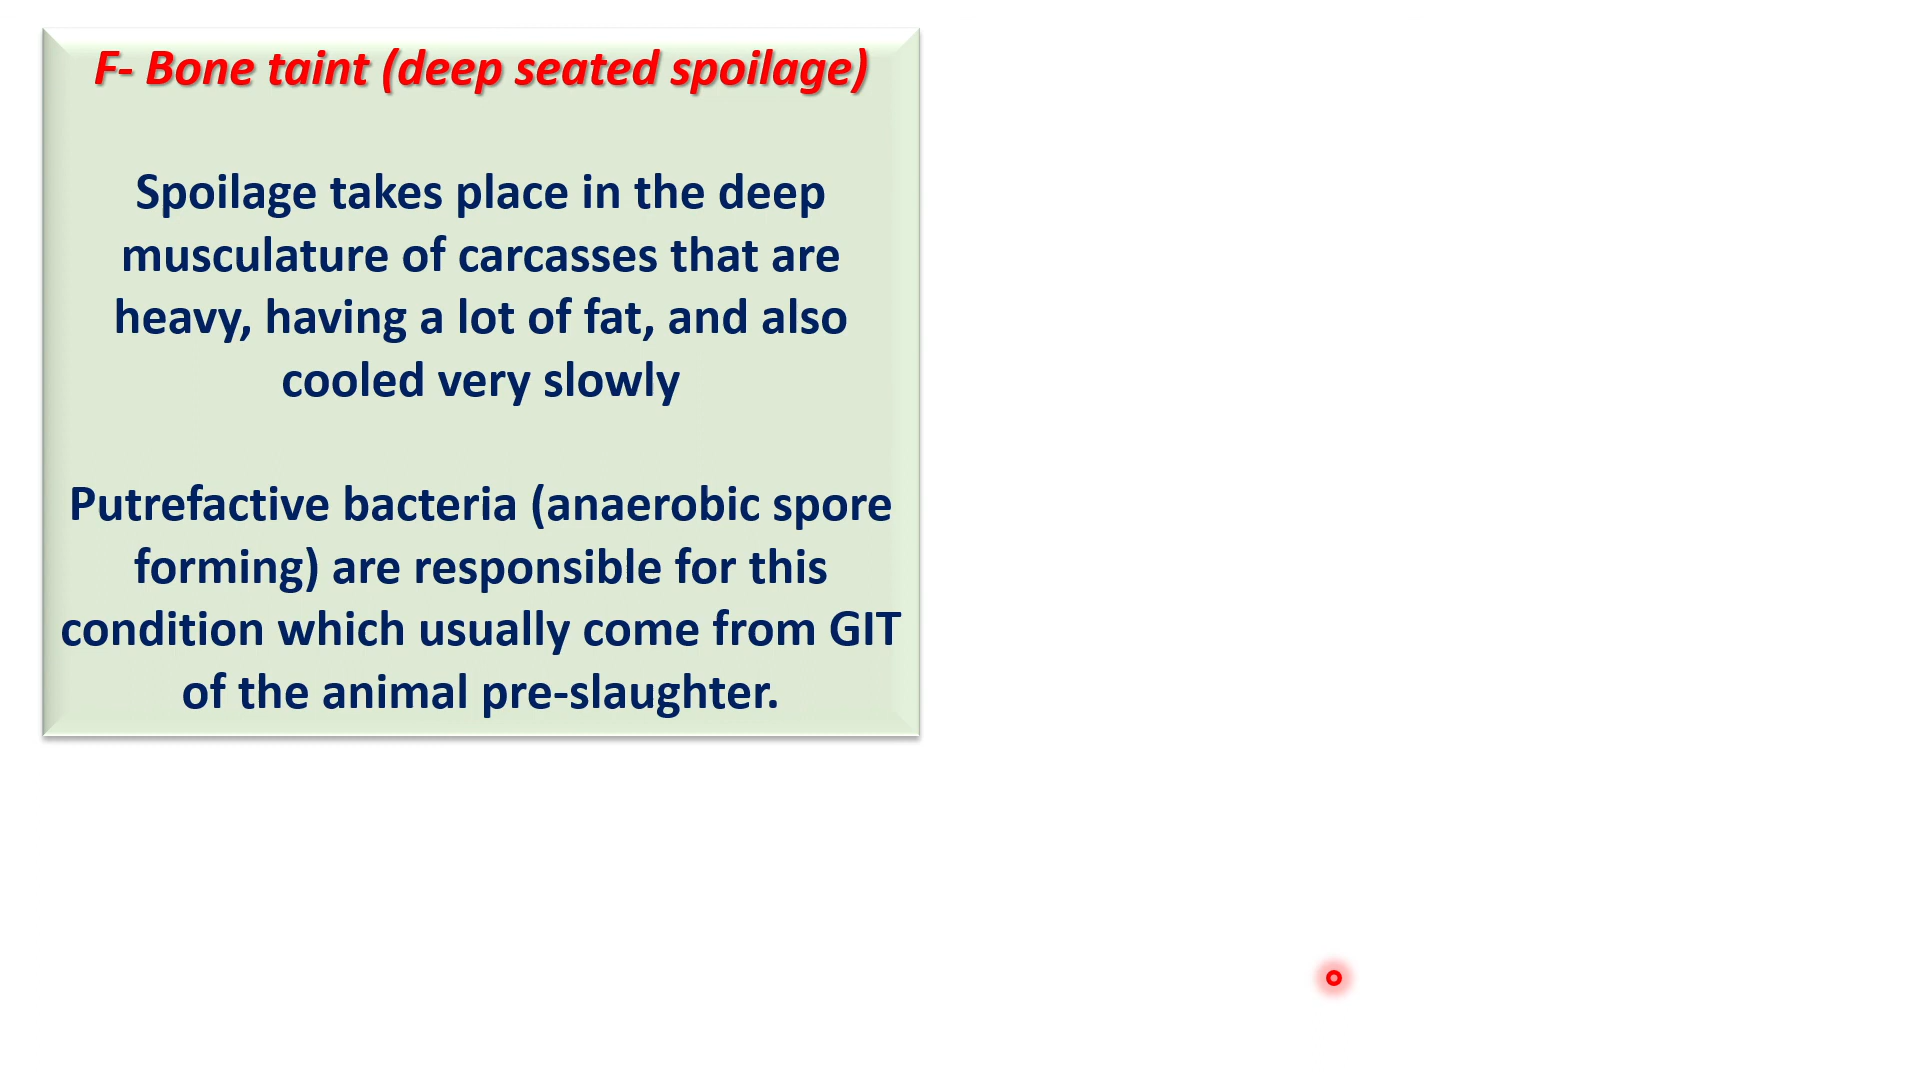 F- Bone taint (deep seated spoilage)
Spoilage takes place in the deep
musculature of carcasses that are
heavy, having a lot of fat, and also
cooled very slowly
Putrefactive bacteria (anaerobic spore
forming) are responsible for this
condition which usually come from GIT
of the animal pre-slaughter.